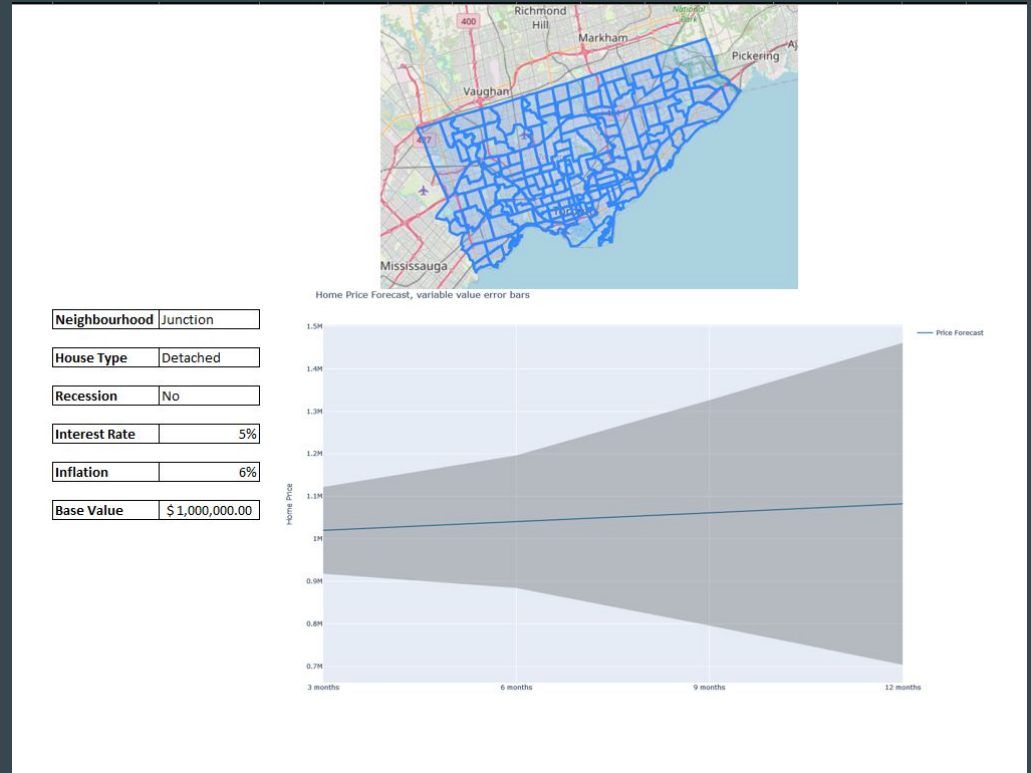 Richmond
Hill
National
Park
400
Markham
Pickering
Vaughan
Mississauga
Home Price Forecast, variable value error bars
Neighbourhood Junction
House Type Detached
Recession No
Interest Rate 5%
Inflation 6%
Base Value $ 1,000,000.00
Price Forecast
Home Price
1.5M
1.4M
1.3M
1.2M
1.1M
1M
0.9M
0.8M
0.7M
3 months
6 months
9 months
12 months